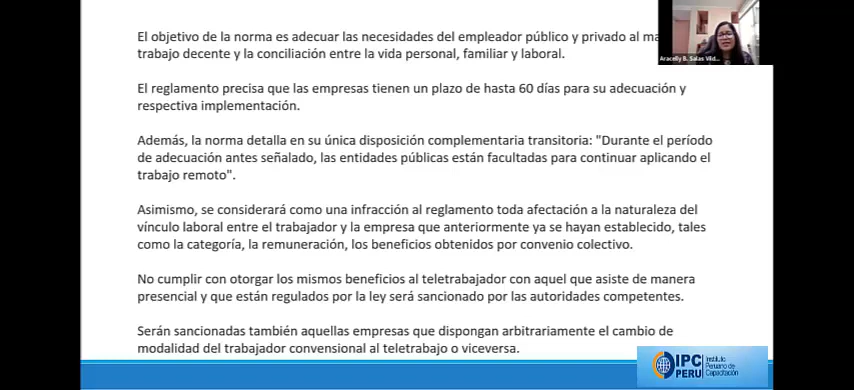 El objetivo de la norma es adecuar las necesidades del empleador público y privado al ma
trabajo decente y la conciliación entre la vida personal, familiar y laboral.
El reglamento precisa que las empresas tienen un plazo de hasta 60 días para su adecuación y
respectiva implementación.
Además, la norma detalla en su única disposición complementaria transitoria: "Durante el período
de adecuación antes señalado, las entidades públicas están facultadas para continuar aplicando el
trabajo remoto".
Asimismo, se considerará como una infracción al reglamento toda afectación a la naturaleza del
vínculo laboral entre el trabajador y la empresa que anteriormente ya se hayan establecido, tales
como la categoría, la remuneración, los beneficios obtenidos por convenio colectivo.
No cumplir con otorgar los mismos beneficios al teletrabajador con aquel que asiste de manera
presencial y que están regulados por la ley será sancionado por las autoridades competentes.
Serán sancionadas también aquellas empresas que dispongan arbitrariamente el cambio de
modalidad del trabajador convensional al teletrabajo o viceversa.
Aracelly B. Salas
IPC
PERU
Instituto
Peruano de
Capacitación